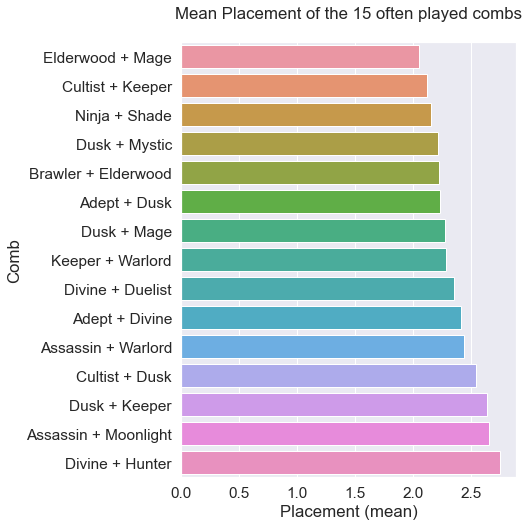 Mean Placement of the 15 often played combs
Elderwood + Mage
Cultist + Keeper
Ninja + Shade
Dusk + Mystic
Brawler + Elderwood
Adept + Dusk
Dusk + Mage
Keeper + Warlord
Divine + Duelist
Adept + Divine
Assassin + Warlord
Cultist + Dusk
Dusk + Keeper
Assassin + Moonlight
Divine + Hunter
Comb
0.0 0.5 1.0 1.5 2.0 2.5
Placement (mean)